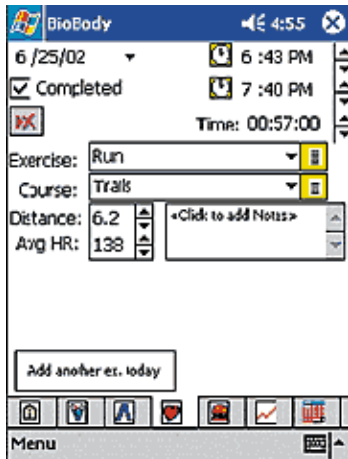 BioBody 4:55
6 /25/02 6 :43 PM
Completed 7 :40 PM
Time: 00:57:00
Exercise: Run
Course: Trails
Distance: 6.2 <Click to add Notes>
Avg HR: 138
Add another ex. today
Menu